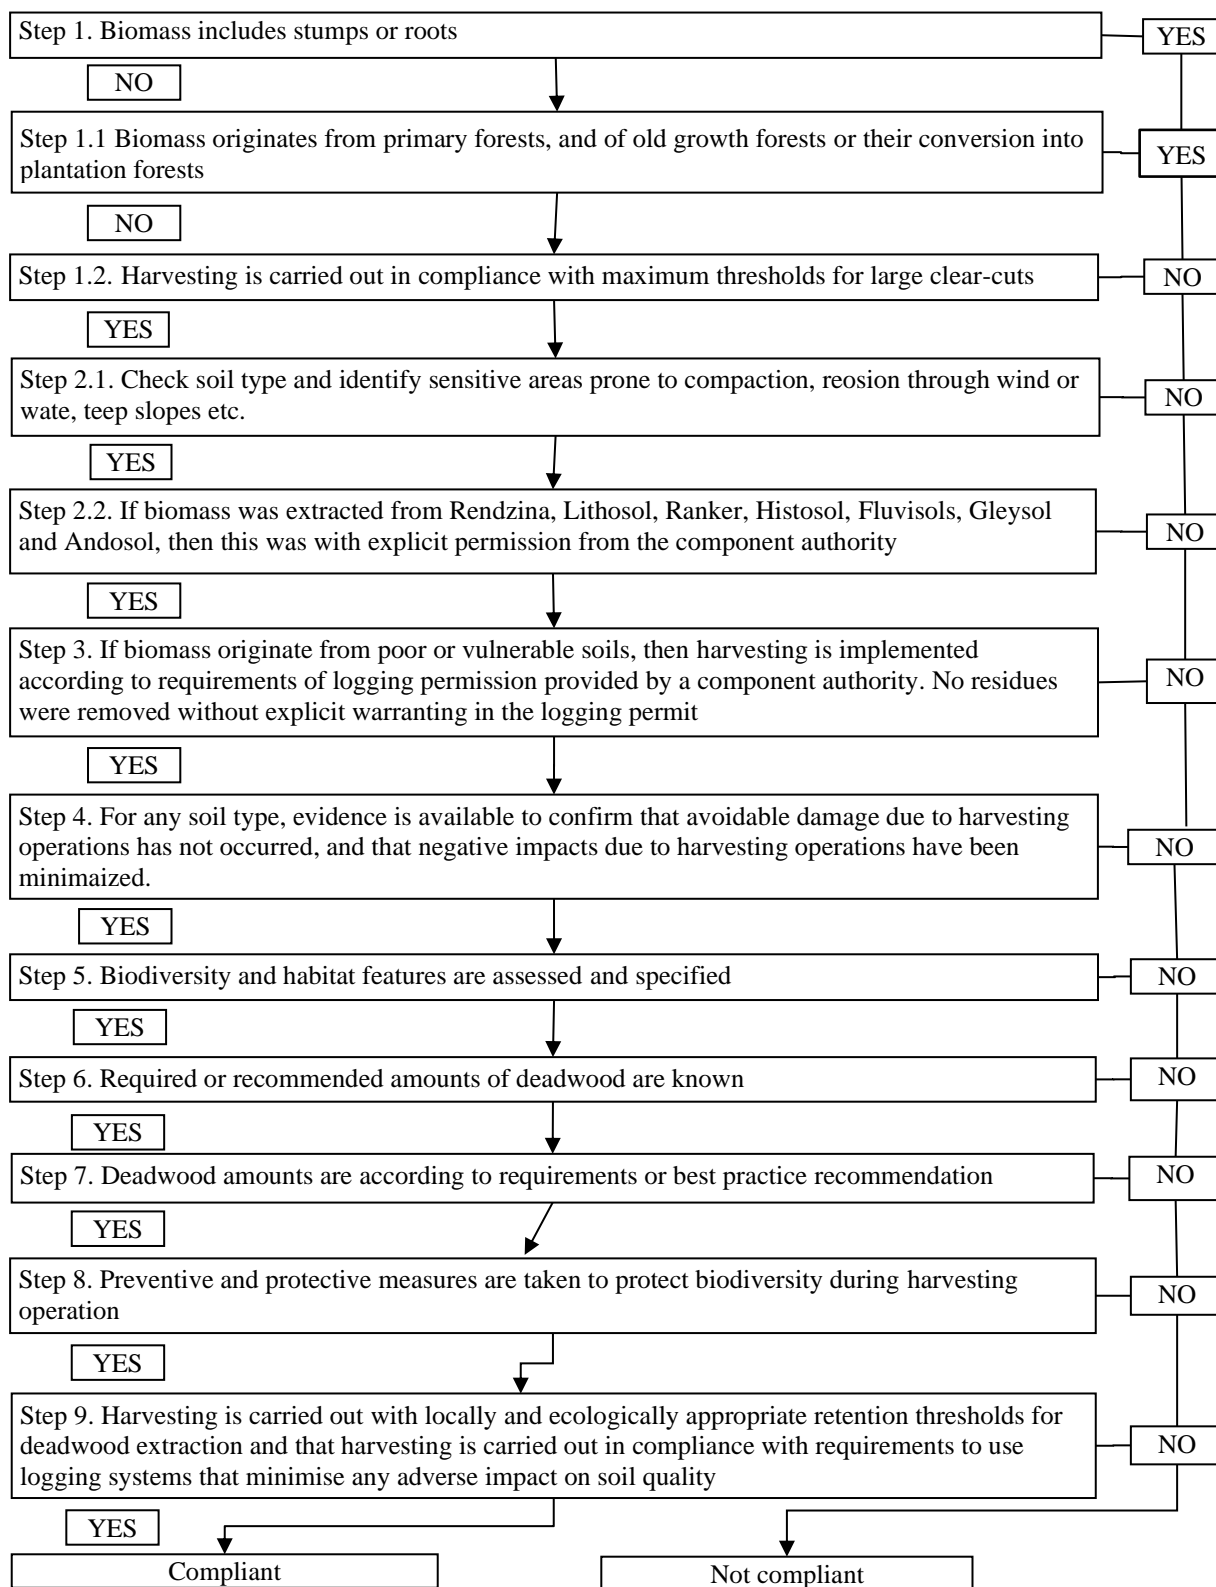 Step 1. Biomass includes stumps or roots
YES
NO
Step 1.1 Biomass originates from primary forests, and of old growth forests or their conversion into
plantation forests
YES
NO
Step 1.2. Harvesting is carried out in compliance with maximum thresholds for large clear-cuts
NO
YES
Step 2.1. Check soil type and identify sensitive areas prone to compaction, reosion through wind or
wate, teep slopes etc.
NO
YES
Step 2.2. If biomass was extracted from Rendzina, Lithosol, Ranker, Histosol, Fluvisols, Gleysol
and Andosol, then this was with explicit permission from the component authority
NO
YES
Step 3. If biomass originate from poor or vulnerable soils, then harvesting is implemented
according to requirements of logging permission provided by a component authority. No residues
were removed without explicit warranting in the logging permit
NO
YES
Step 4. For any soil type, evidence is available to confirm that avoidable damage due to harvesting
operations has not occurred, and that negative impacts due to harvesting operations have been
minimaized.
NO
YES
Step 5. Biodiversity and habitat features are assessed and specified
NO
YES
Step 6. Required or recommended amounts of deadwood are known
NO
YES
Step 7. Deadwood amounts are according to requirements or best practice recommendation
NO
YES
Step 8. Preventive and protective measures are taken to protect biodiversity during harvesting
operation
NO
YES
Step 9. Harvesting is carried out with locally and ecologically appropriate retention thresholds for
deadwood extraction and that harvesting is carried out in compliance with requirements to use
logging systems that minimise any adverse impact on soil quality
NO
YES
Compliant
Not compliant